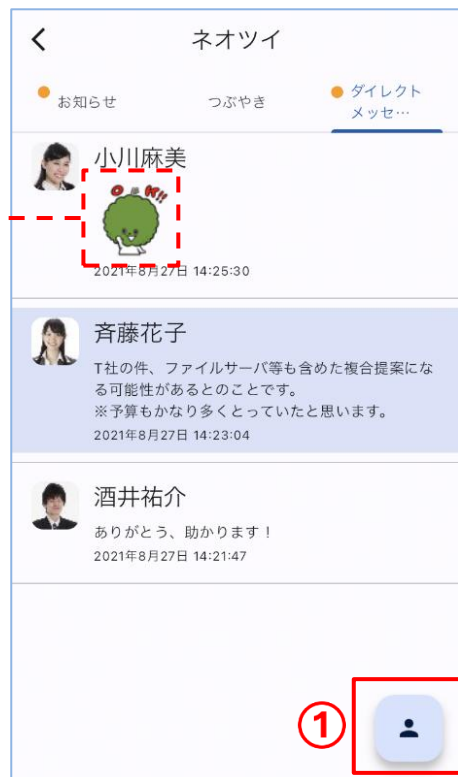 ネオツイ
お知らせ
つぶやき
ダイレクト
メッセ…
小川麻美
OK!!
2021年8月27日 14:25:30
斉藤花子
T社の件、ファイルサーバ等も含めた複合提案にな
る可能性があるとのことです。
※予算もかなり多くとっていたと思います。
2021年8月27日 14:23:04
酒井祐介
ありがとう、助かります！
2021年8月27日 14:21:47
①